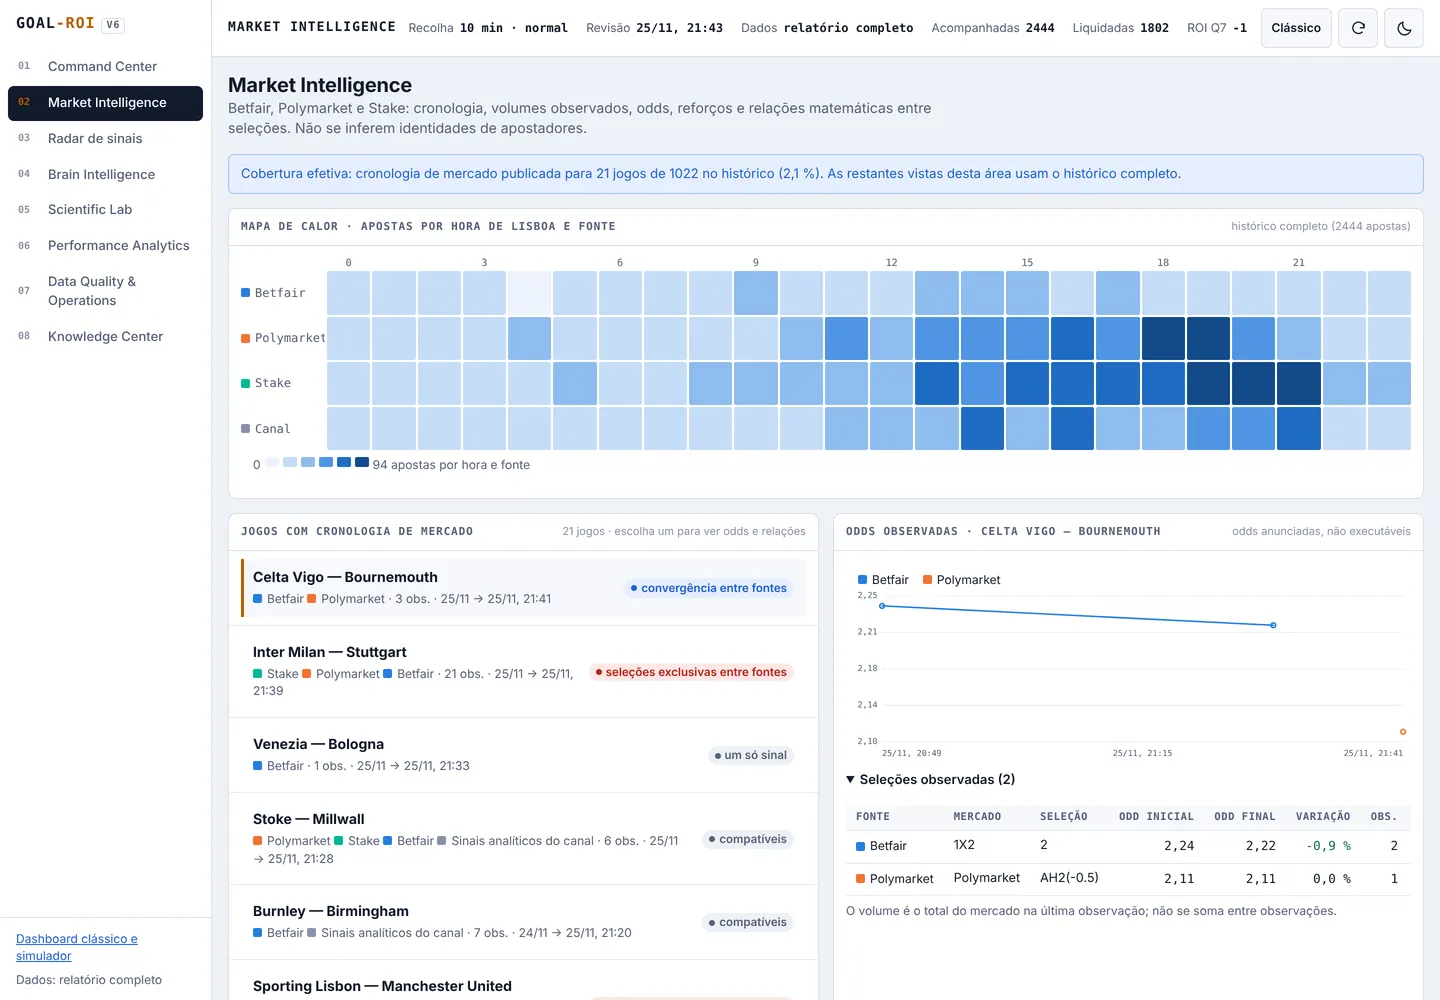 GOAL-ROI V6
01 Command Center
02 Market Intelligence
03 Radar de sinais
04 Brain Intelligence
05 Scientific Lab
06 Performance Analytics
07 Data Quality &
Operations
08 Knowledge Center
Dashboard clássico e
simulador
Dados: relatório completo
MARKET INTELLIGENCE Recolha 10 min · normal Revisão 25/11, 21:43 Dados relatório completo Acompanhadas 2444 Liquidadas 1802 ROI Q7 -1 Clássico
Market Intelligence
Betfair, Polymarket e Stake: cronologia, volumes observados, odds, reforços e relações matemáticas entre
seleções. Não se inferem identidades de apostadores.
Cobertura efetiva: cronologia de mercado publicada para 21 jogos de 1022 no histórico (2,1 %). As restantes vistas desta área usam o histórico completo.
MAPA DE CALOR · APOSTAS POR HORA DE LISBOA E FONTE histórico completo (2444 apostas)
0 3 6 9 12 15 18 21
Betfair
Polymarket
Stake
Canal
0 94 apostas por hora e fonte
JOGOS COM CRONOLOGIA DE MERCADO 21 jogos · escolha um para ver odds e relações
Celta Vigo — Bournemouth
Betfair Polymarket · 3 obs. · 25/11 → 25/11, 21:41
convergência entre fontes
Inter Milan — Stuttgart
Stake Polymarket Betfair · 21 obs. · 25/11 → 25/11,
21:39
seleções exclusivas entre fontes
Venezia — Bologna
Betfair · 1 obs. · 25/11 → 25/11, 21:33
um só sinal
Stoke — Millwall
Polymarket Stake Betfair Sinais analíticos do canal · 6 obs. · 25/11
→ 25/11, 21:28
compatíveis
Burnley — Birmingham
Betfair Sinais analíticos do canal · 7 obs. · 24/11 → 25/11, 21:20
compatíveis
Sporting Lisbon — Manchester United
ODDS OBSERVADAS · CELTA VIGO — BOURNEMOUTH odds anunciadas, não executáveis
Betfair Polymarket
2,25
2,21
2,18
2,14
2,10
25/11, 20:49 25/11, 21:15 25/11, 21:41
▼ Seleções observadas (2)
FONTE MERCADO SELEÇÃO ODD INICIAL ODD FINAL VARIAÇÃO OBS.
Betfair 1X2 2 2,24 2,22 -0,9 % 2
Polymarket Polymarket AH2(-0.5) 2,11 2,11 0,0 % 1
O volume é o total do mercado na última observação; não se soma entre observações.